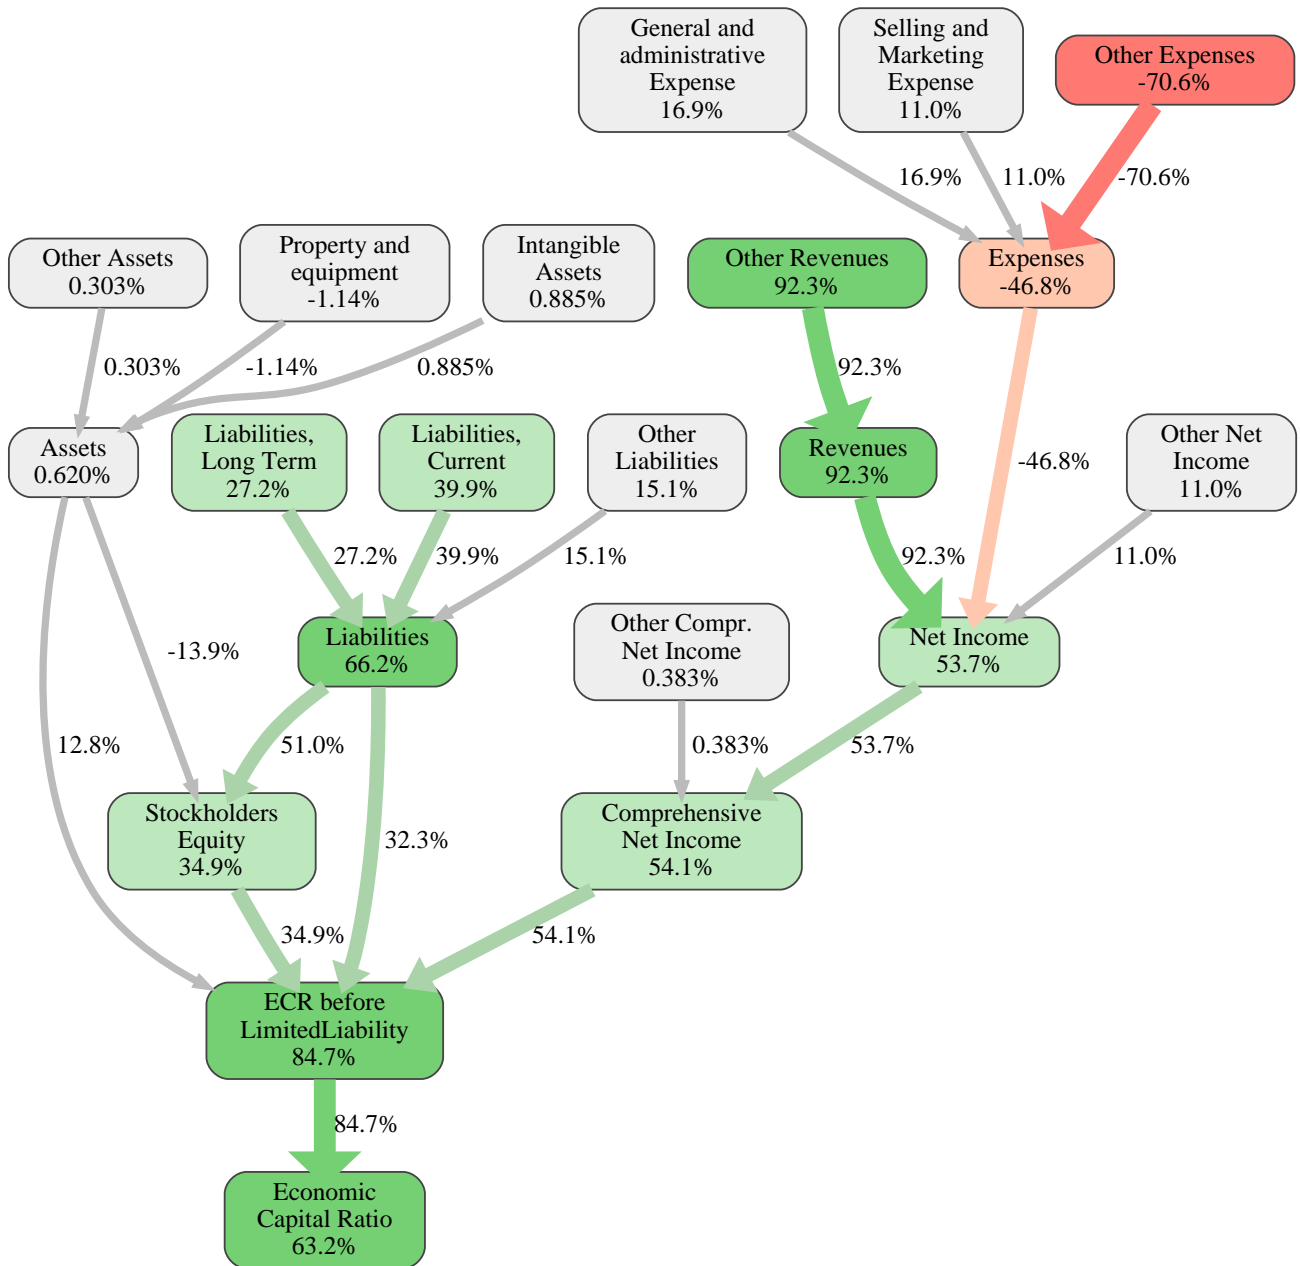 General and
administrative
Expense
16.9%
Selling and
Marketing
Expense
11.0%
Other Expenses
-70.6%
16.9%
11.0%
-70.6%
Other Assets
0.303%
Property and
equipment
-1.14%
Intangible
Assets
0.885%
Other Revenues
92.3%
Expenses
-46.8%
0.303%
-1.14%
0.885%
92.3%
Assets
0.620%
Liabilities,
Long Term
27.2%
Liabilities,
Current
39.9%
Other
Liabilities
15.1%
Revenues
92.3%
-46.8%
Other Net
Income
11.0%
27.2%
39.9%
15.1%
92.3%
11.0%
-13.9%
Liabilities
66.2%
Other Compr.
Net Income
0.383%
Net Income
53.7%
12.8%
51.0%
0.383%
53.7%
Stockholders
Equity
34.9%
32.3%
Comprehensive
Net Income
54.1%
34.9%
54.1%
ECR before
LimitedLiability
84.7%
84.7%
Economic
Capital Ratio
63.2%